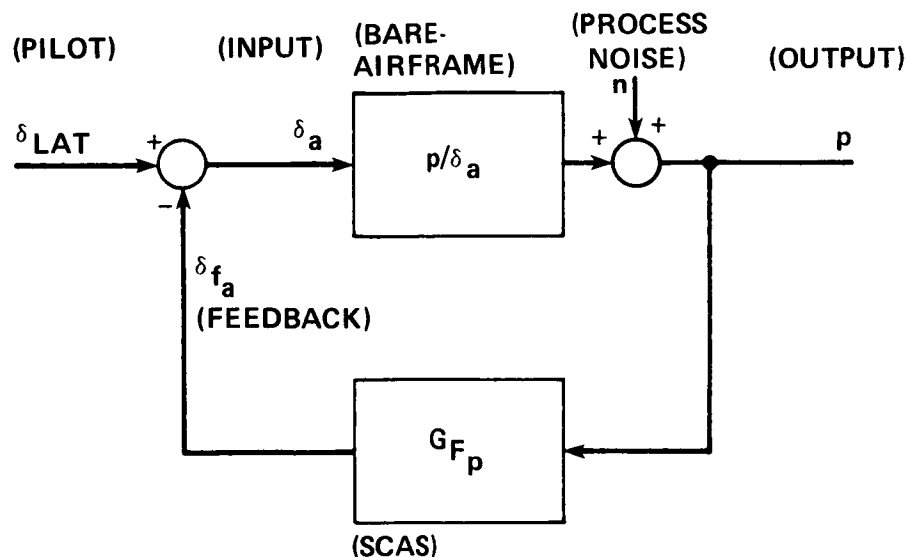 (PILOT)
(INPUT)
(BARE-
AIRFRAME)
(PROCESS
NOISE)
(OUTPUT)
n
δLAT
+
δa
p/δa
+
+
p
−
δfa
(FEEDBACK)
GFp
(SCAS)